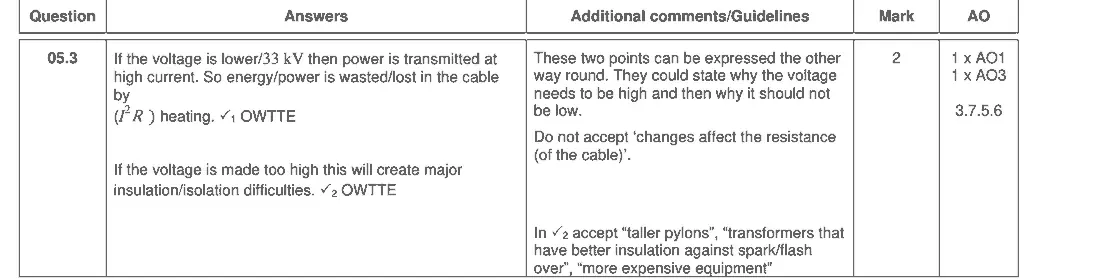 Question Answers Additional comments/Guidelines Mark AO
05.3 If the voltage is lower/33 kV then power is transmitted at
high current. So energy/power is wasted/lost in the cable
by
(I²R ) heating. ✓₁ OWTTE
If the voltage is made too high this will create major
insulation/isolation difficulties. ✓₂ OWTTE
These two points can be expressed the other
way round. They could state why the voltage
needs to be high and then why it should not
be low.
Do not accept ‘changes affect the resistance
(of the cable)’.
In ✓₂ accept “taller pylons”, “transformers that
have better insulation against spark/flash
over”, “more expensive equipment”
2
1 x AO1
1 x AO3
3.7.5.6